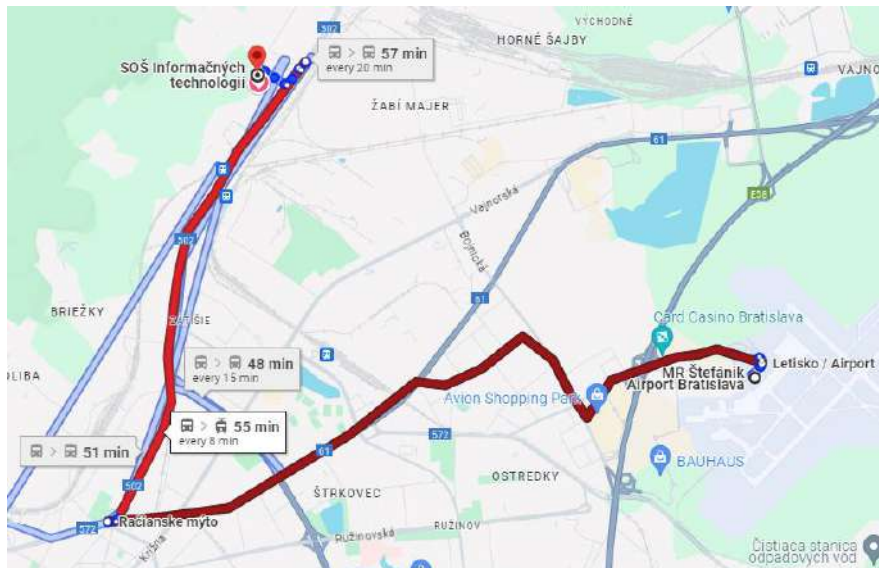 502
VÝCHODNÉ
HORNÉ ŠAJBY
57 min
every 20 min
SOŠ Informačných
technológií
VAJNO
ŽABÍ MAJER
61
Vajnorská
E58
502
Bojnická
BRIEŽKY
61
ZÁTIŠIE
Card Casino Bratislava
48 min
every 15 min
Letisko / Airport
MR Štefánik
Airport Bratislava
OLIBA
Avion Shopping Park
55 min
every 8 min
51 min
572
61
BAUHAUS
OSTREDKY
502
ŠTRKOVEC
572
Račianske mýto
RUŽINOV
Ružinovská
Krížna
Čistiaca stanica
odpadových vôd